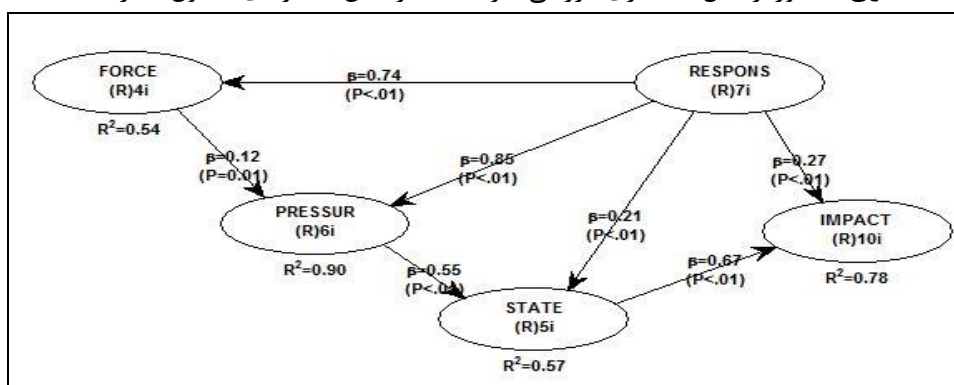 FORCE
(R)4i
R²=0.54
β=0.74
(P<.01)
RESPONS
(R)7i
β=0.12
(P=0.01)
β=0.85
(P<.01)
β=0.27
(P<.01)
PRESSUR
(R)6i
R²=0.90
β=0.21
(P<.01)
IMPACT
(R)10i
R²=0.78
β=0.55
β=0.67
(P<.01)
STATE
(R)5i
R²=0.57